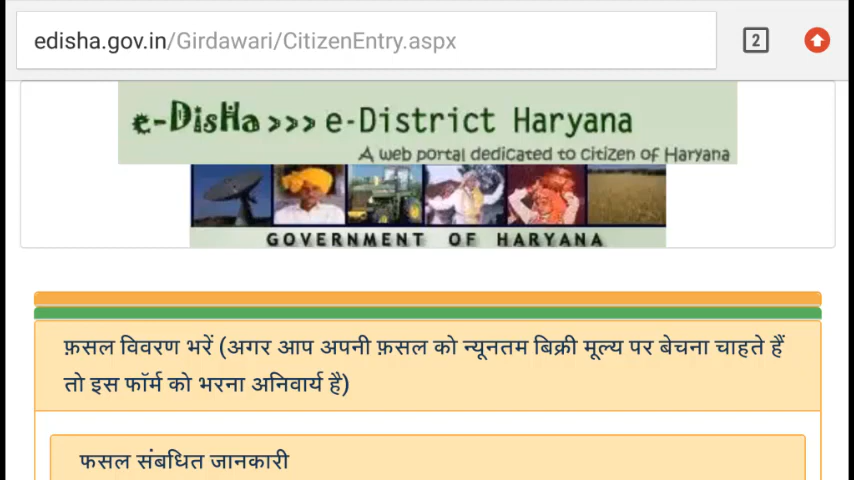 edisha.gov.in/Girdawari/CitizenEntry.aspx
2
e-DisHa >>> e-District Haryana
A web portal dedicated to citizen of Haryana
GOVERNMENT OF HARYANA
फ़सल विवरण भरें (अगर आप अपनी फ़सल को न्यूनतम बिक्री मूल्य पर बेचना चाहते हैं
तो इस फॉर्म को भरना अनिवार्य है)
फसल संबधित जानकारी